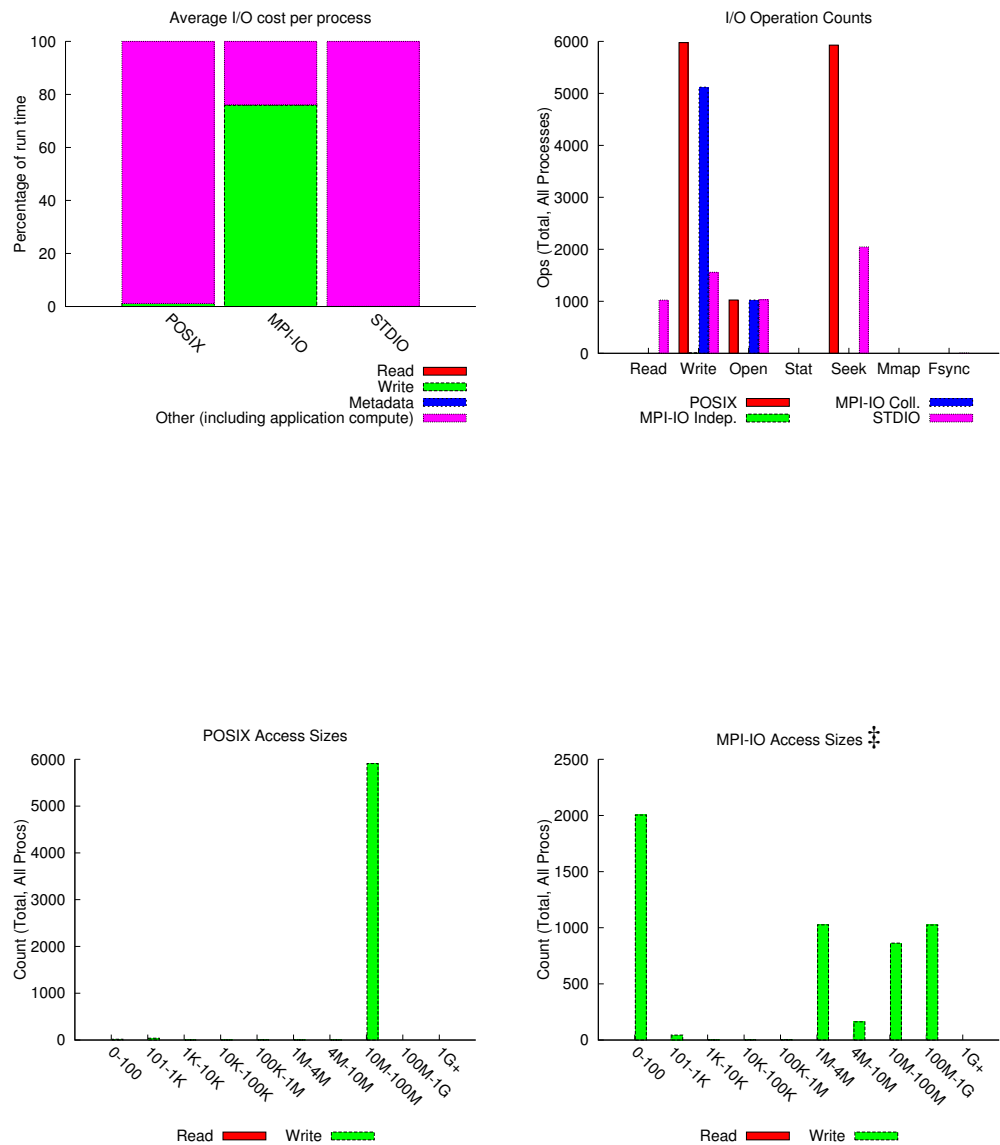 Average I/O cost per process
100
80
60
40
20
0
Percentage of run time
POSIX
MPI-IO
STDIO
Read
Write
Metadata
Other (including application compute)
I/O Operation Counts
6000
5000
4000
3000
2000
1000
0
Ops (Total, All Processes)
Read Write Open Stat Seek Mmap Fsync
POSIX MPI-IO Coll.
MPI-IO Indep. STDIO
POSIX Access Sizes
6000
5000
4000
3000
2000
1000
0
Count (Total, All Procs)
0-100
101-1K
1K-10K
10K-100K
100K-1M
1M-4M
4M-10M
10M-100M
100M-1G
1G+
Read Write
MPI-IO Access Sizes ‡
2500
2000
1500
1000
500
0
Count (Total, All Procs)
0-100
101-1K
1K-10K
10K-100K
100K-1M
1M-4M
4M-10M
10M-100M
100M-1G
1G+
Read Write